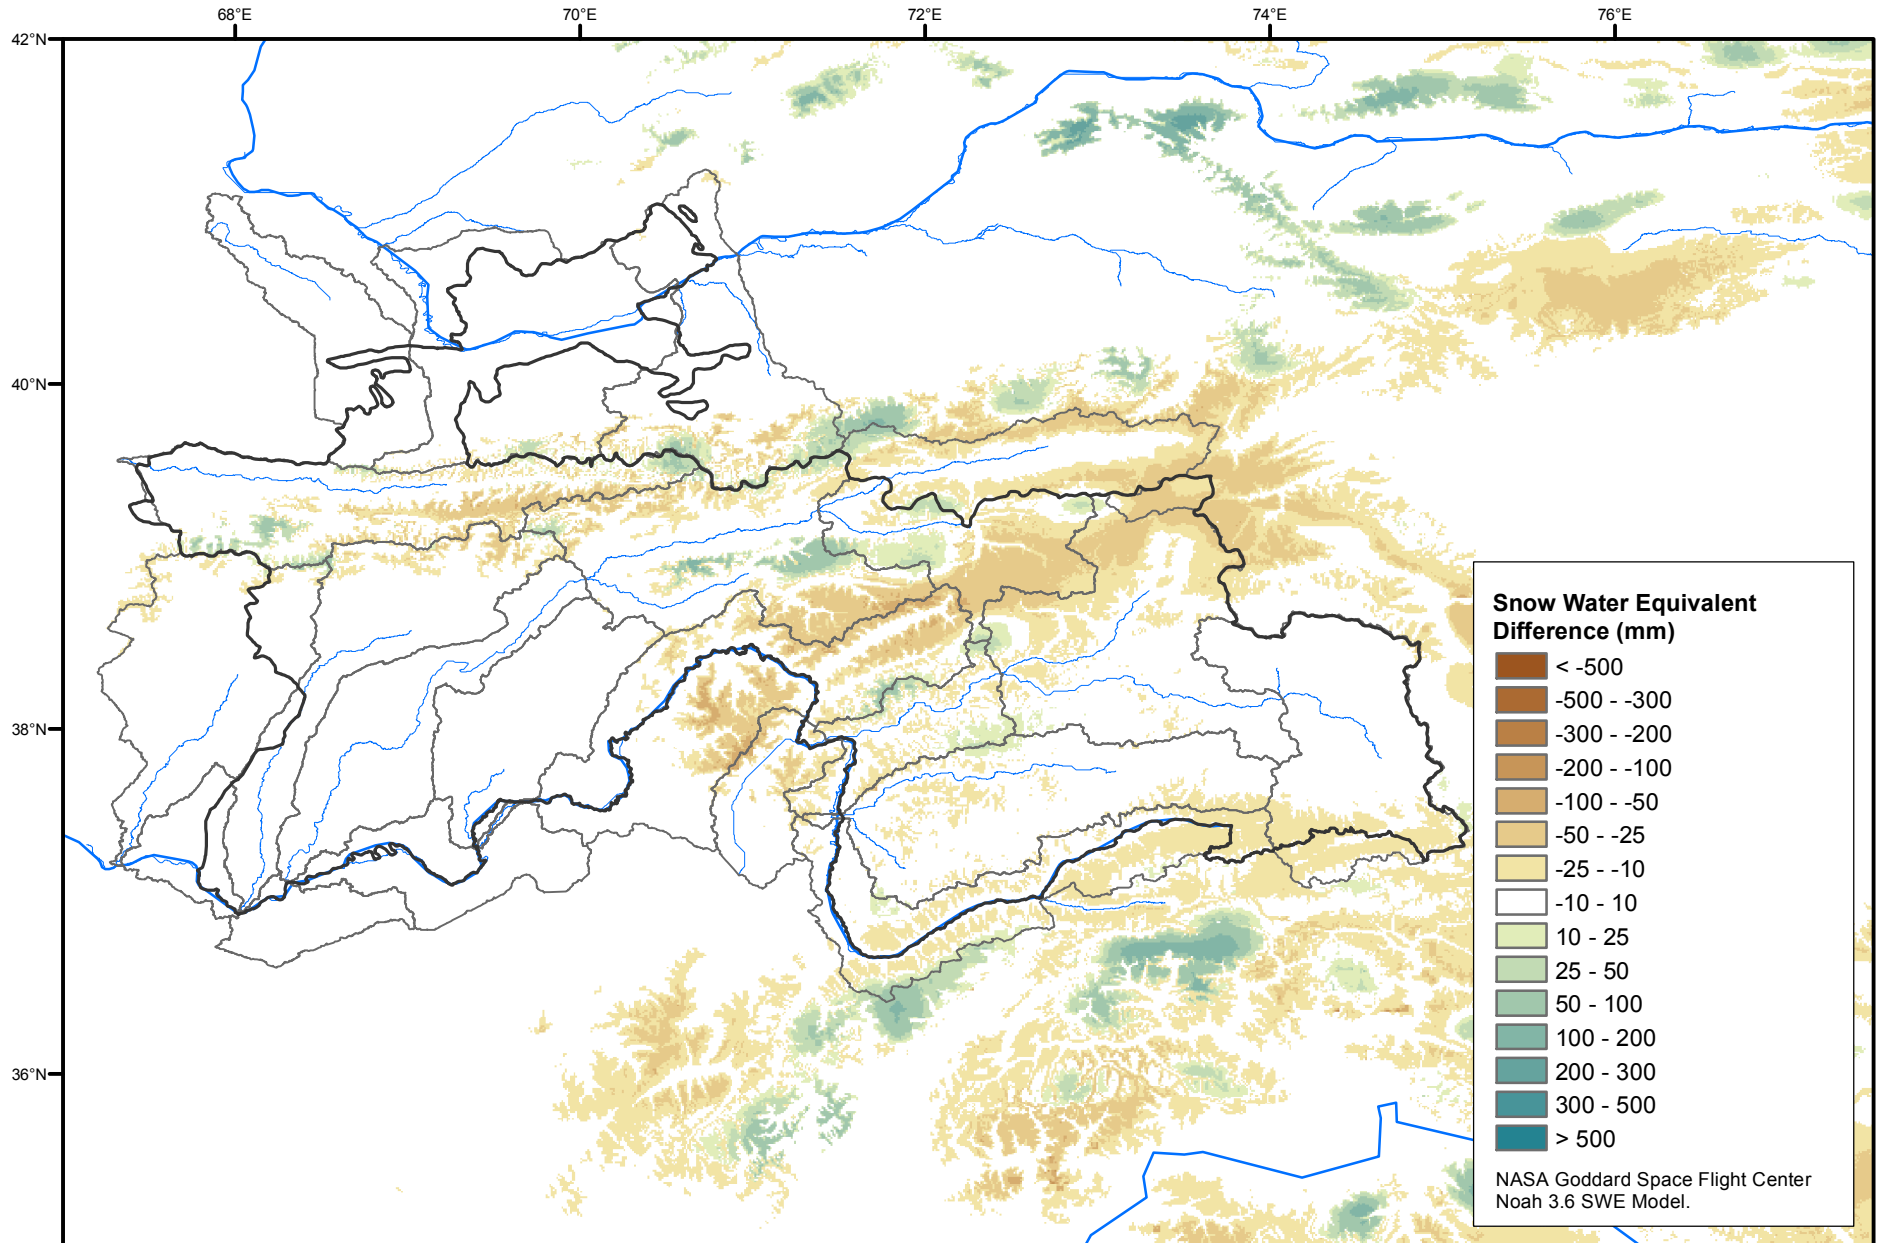 68°E
70°E
72°E
74°E
76°E
42°N
40°N
38°N
36°N
Snow Water Equivalent
Difference (mm)
< -500
-500 - -300
-300 - -200
-200 - -100
-100 - -50
-50 - -25
-25 - -10
-10 - 10
10 - 25
25 - 50
50 - 100
100 - 200
200 - 300
300 - 500
> 500
NASA Goddard Space Flight Center
Noah 3.6 SWE Model.